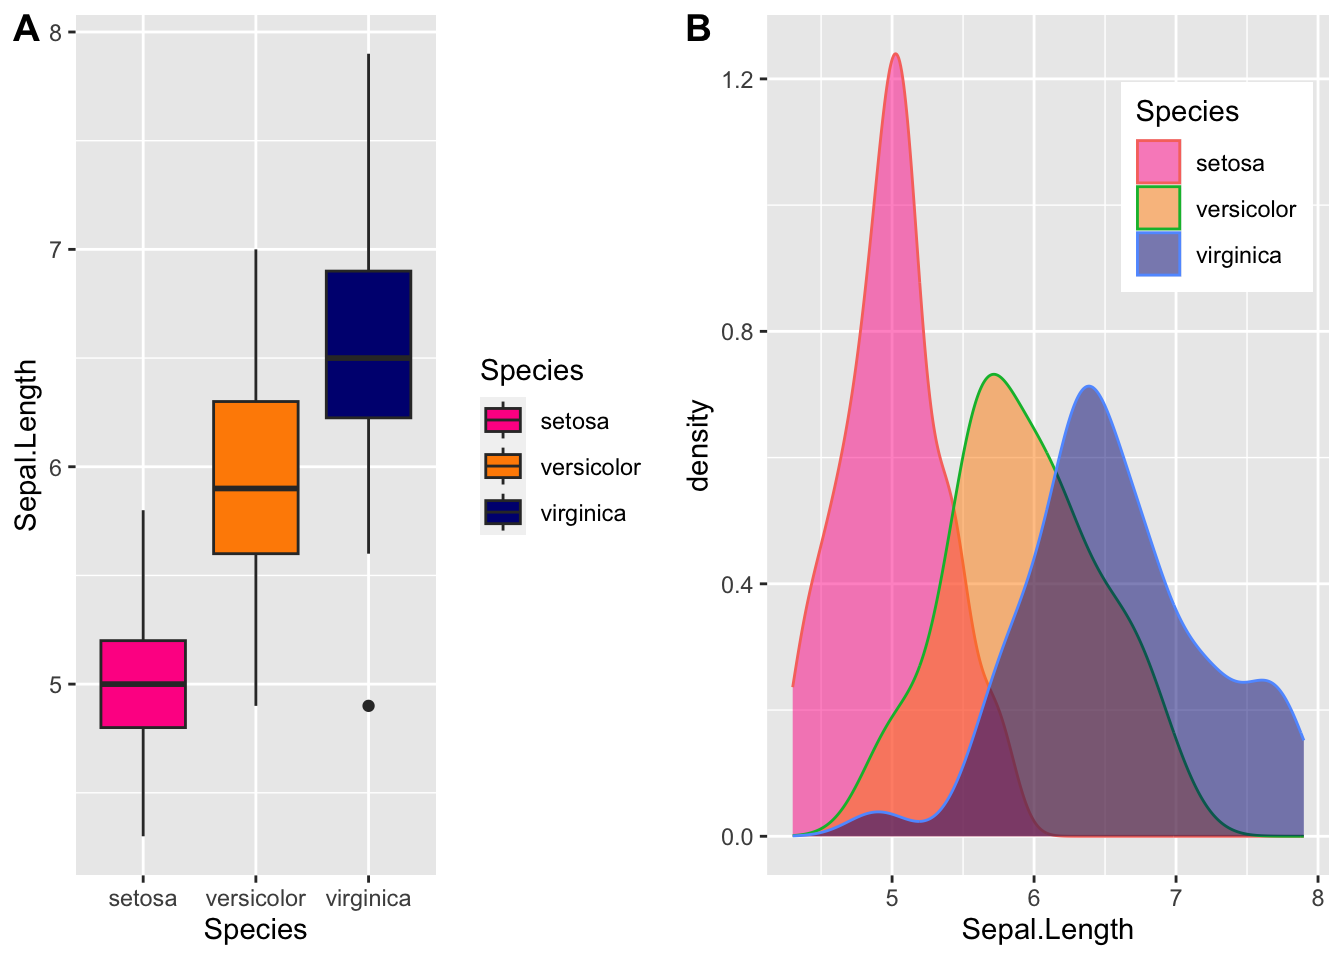 A
8
7
6
5
Sepal.Length
setosa versicolor virginica
Species
Species
setosa
versicolor
virginica
B
1.2
0.8
0.4
0.0
density
Species
setosa
versicolor
virginica
5 6 7 8
Sepal.Length